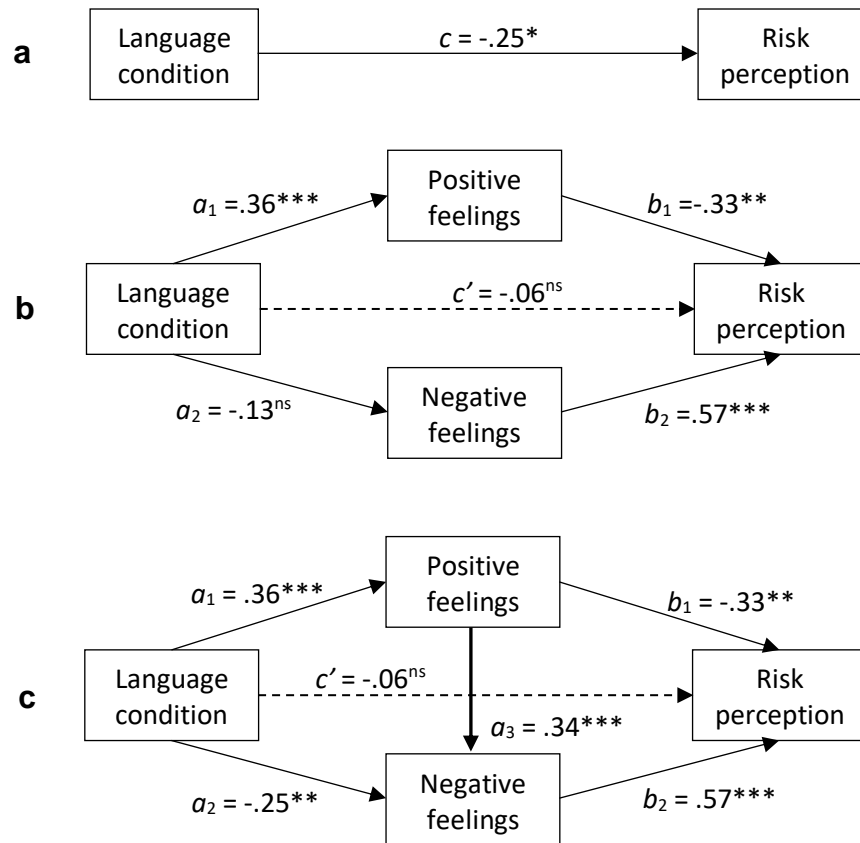 a
Language
condition
c = -.25*
Risk
perception
b
Positive
feelings
a₁ =.36***
b₁ =-.33**
Language
condition
c’ = -.06ⁿˢ
Risk
perception
a₂ = -.13ⁿˢ
Negative
feelings
b₂ = .57***
c
Positive
feelings
a₁ = .36***
b₁ = -.33**
Language
condition
c’ = -.06ⁿˢ
Risk
perception
a₃ = .34***
a₂ = -.25**
Negative
feelings
b₂ = .57***